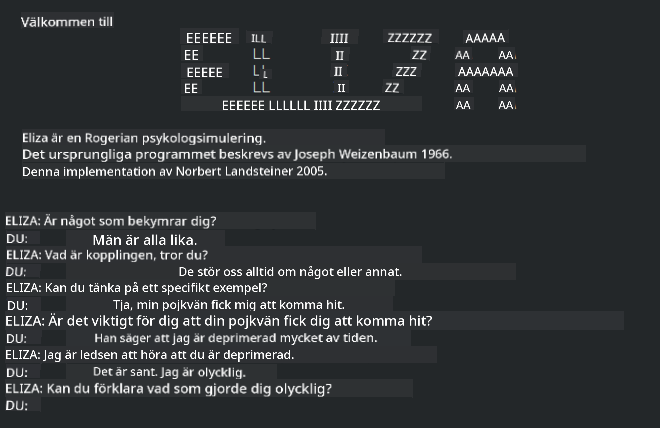 Välkommen till
EEEEEE ILL IIII ZZZZZZ AAAAA
EE LL II ZZ AA AA
EEEEE L'L II ZZZ AAAAAAA
EE LL II ZZ AA AA
EEEEEE LLLLLL IIII ZZZZZZ AA AA
Eliza är en Rogerian psykologsimulering.
Det ursprungliga programmet beskrevs av Joseph Weizenbaum 1966.
Denna implementation av Norbert Landsteiner 2005.
ELIZA: Är något som bekymrar dig?
DU: Män är alla lika.
ELIZA: Vad är kopplingen, tror du?
DU: De stör oss alltid om något eller annat.
ELIZA: Kan du tänka på ett specifikt exempel?
DU: Tja, min pojkvän fick mig att komma hit.
ELIZA: Är det viktigt för dig att din pojkvän fick dig att komma hit?
DU: Han säger att jag är deprimerad mycket av tiden.
ELIZA: Jag är ledsen att höra att du är deprimerad.
DU: Det är sant. Jag är olycklig.
ELIZA: Kan du förklara vad som gjorde dig olycklig?
DU: